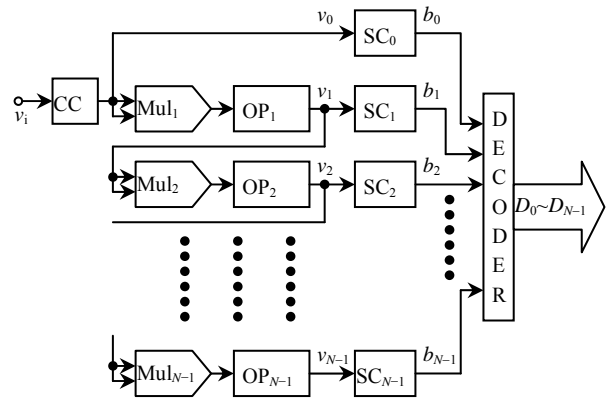 v₀ SC₀ b₀
vᵢ CC Mul₁ OP₁ v₁ SC₁ b₁
Mul₂ OP₂ v₂ SC₂ b₂
Mul_{N−1} OP_{N−1} v_{N−1} SC_{N−1} b_{N−1}
D
E
C
O
D
E
R
D₀~D_{N−1}